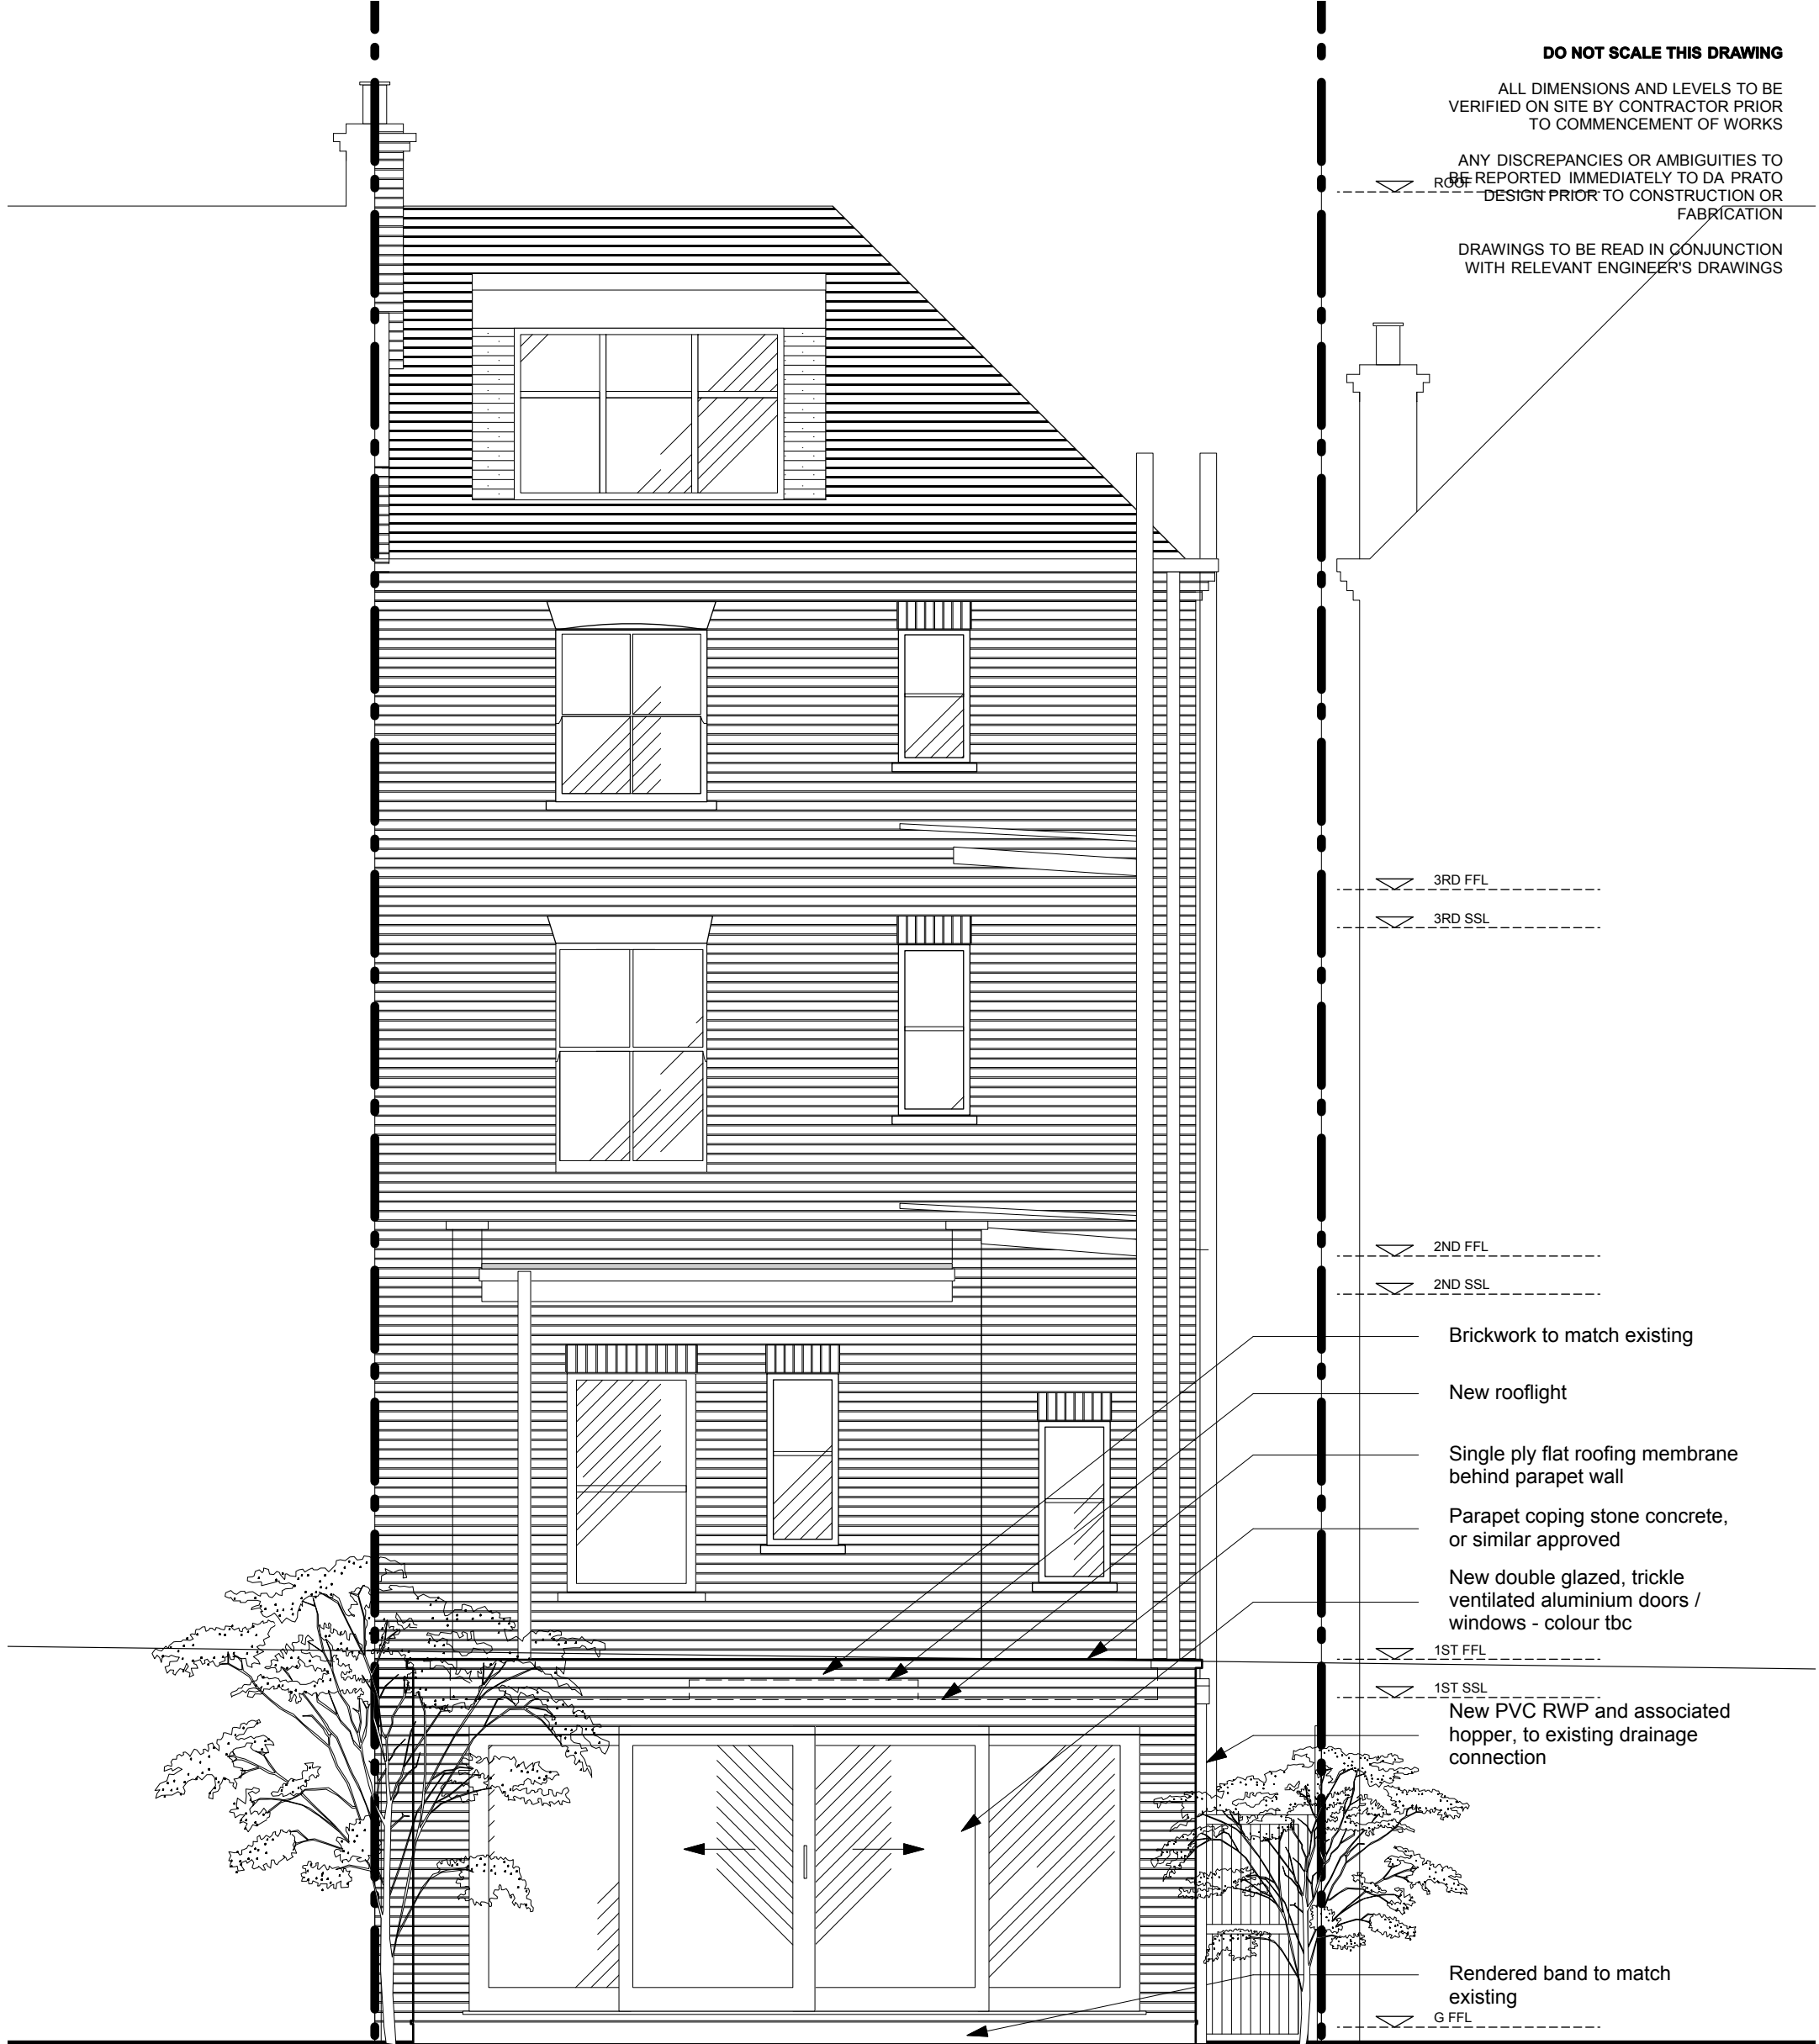 DO NOT SCALE THIS DRAWING
ALL DIMENSIONS AND LEVELS TO BE
VERIFIED ON SITE BY CONTRACTOR PRIOR
TO COMMENCEMENT OF WORKS
ANY DISCREPANCIES OR AMBIGUITIES TO
BE REPORTED IMMEDIATELY TO DA PRATO
DESIGN PRIOR TO CONSTRUCTION OR
FABRICATION
DRAWINGS TO BE READ IN CONJUNCTION
WITH RELEVANT ENGINEER'S DRAWINGS
ROOF
3RD FFL
3RD SSL
2ND FFL
2ND SSL
Brickwork to match existing
New rooflight
Single ply flat roofing membrane
behind parapet wall
Parapet coping stone concrete,
or similar approved
New double glazed, trickle
ventilated aluminium doors /
windows - colour tbc
1ST FFL
1ST SSL
New PVC RWP and associated
hopper, to existing drainage
connection
Rendered band to match
existing
G FFL